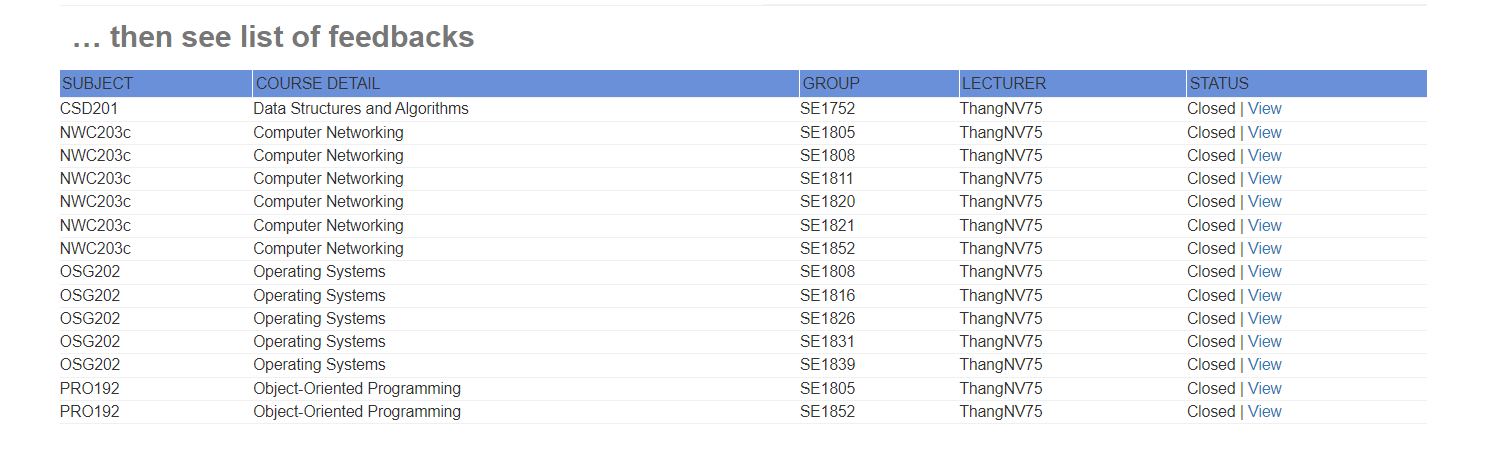 … then see list of feedbacks
SUBJECT COURSE DETAIL GROUP LECTURER STATUS
CSD201 Data Structures and Algorithms SE1752 ThangNV75 Closed | View
NWC203c Computer Networking SE1805 ThangNV75 Closed | View
NWC203c Computer Networking SE1808 ThangNV75 Closed | View
NWC203c Computer Networking SE1811 ThangNV75 Closed | View
NWC203c Computer Networking SE1820 ThangNV75 Closed | View
NWC203c Computer Networking SE1821 ThangNV75 Closed | View
NWC203c Computer Networking SE1852 ThangNV75 Closed | View
OSG202 Operating Systems SE1808 ThangNV75 Closed | View
OSG202 Operating Systems SE1816 ThangNV75 Closed | View
OSG202 Operating Systems SE1826 ThangNV75 Closed | View
OSG202 Operating Systems SE1831 ThangNV75 Closed | View
OSG202 Operating Systems SE1839 ThangNV75 Closed | View
PRO192 Object-Oriented Programming SE1805 ThangNV75 Closed | View
PRO192 Object-Oriented Programming SE1852 ThangNV75 Closed | View